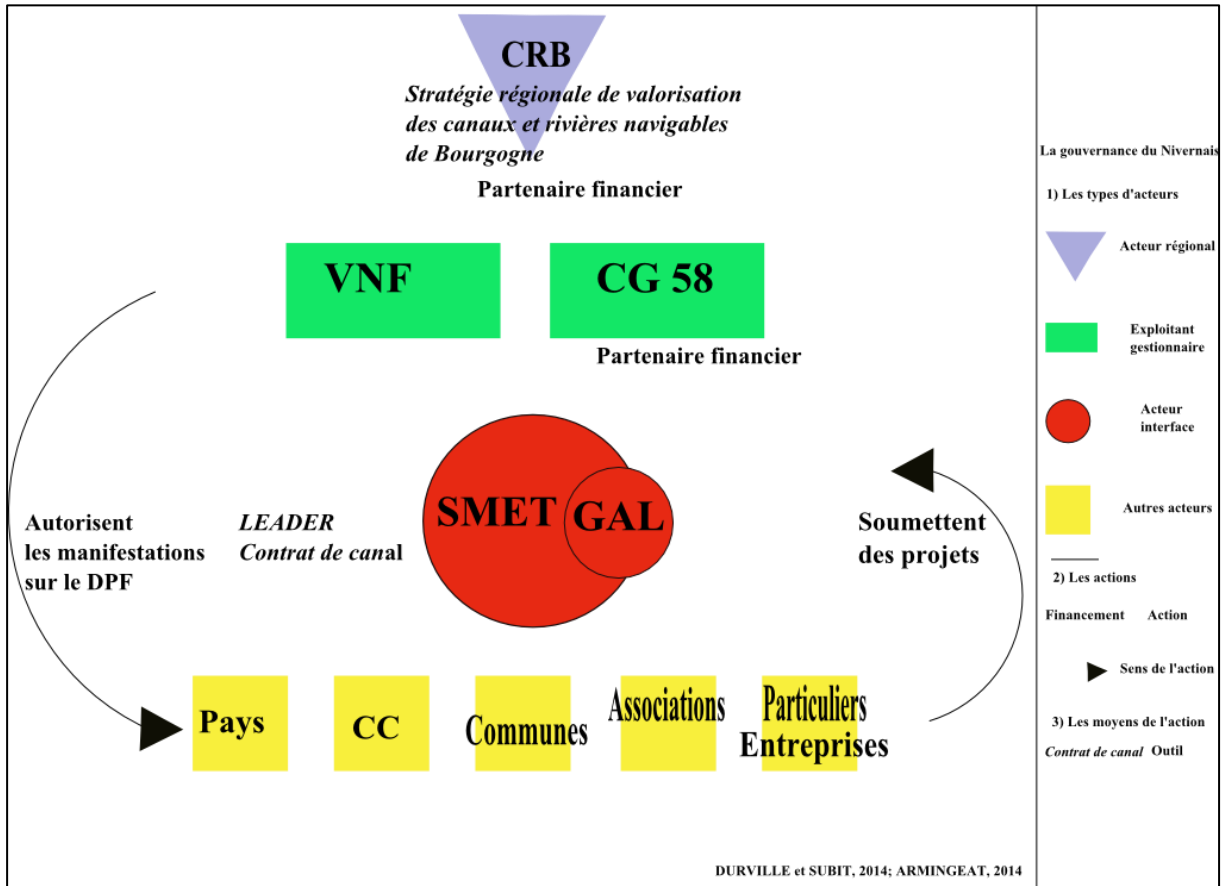 CRB
Stratégie régionale de valorisation
des canaux et rivières navigables
de Bourgogne
Partenaire financier
VNF
CG 58
Partenaire financier
Autorisent
les manifestations
sur le DPF
LEADER
Contrat de canal
SMET
GAL
Soumettent
des projets
Pays
CC
Communes
Associations
Particuliers
Entreprises
DURVILLE et SUBIT, 2014; ARMINGEAT, 2014
La gouvernance du Nivernais
1) Les types d'acteurs
Acteur régional
Exploitant
gestionnaire
Acteur
interface
Autres acteurs
2) Les actions
Financement Action
Sens de l'action
3) Les moyens de l'action
Contrat de canal Outil